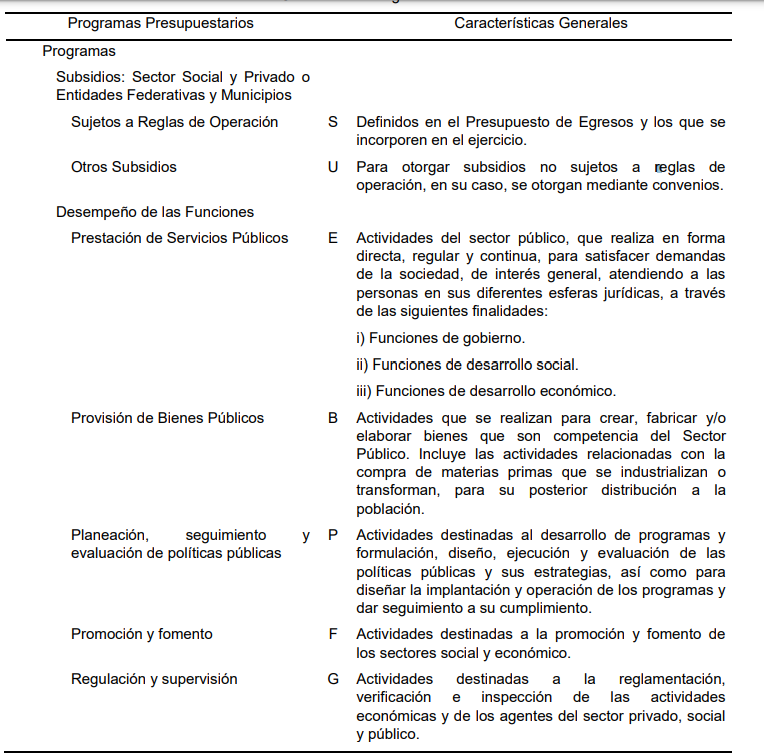 Programas Presupuestarios Características Generales
Programas
Subsidios: Sector Social y Privado o
Entidades Federativas y Municipios
Sujetos a Reglas de Operación S Definidos en el Presupuesto de Egresos y los que se
incorporen en el ejercicio.
Otros Subsidios U Para otorgar subsidios no sujetos a reglas de
operación, en su caso, se otorgan mediante convenios.
Desempeño de las Funciones
Prestación de Servicios Públicos E Actividades del sector público, que realiza en forma
directa, regular y continua, para satisfacer demandas
de la sociedad, de interés general, atendiendo a las
personas en sus diferentes esferas jurídicas, a través
de las siguientes finalidades:
i) Funciones de gobierno.
ii) Funciones de desarrollo social.
iii) Funciones de desarrollo económico.
Provisión de Bienes Públicos B Actividades que se realizan para crear, fabricar y/o
elaborar bienes que son competencia del Sector
Público. Incluye las actividades relacionadas con la
compra de materias primas que se industrializan o
transforman, para su posterior distribución a la
población.
Planeación, seguimiento y P Actividades destinadas al desarrollo de programas y
evaluación de políticas públicas formulación, diseño, ejecución y evaluación de las
políticas públicas y sus estrategias, así como para
diseñar la implantación y operación de los programas y
dar seguimiento a su cumplimiento.
Promoción y fomento F Actividades destinadas a la promoción y fomento de
los sectores social y económico.
Regulación y supervisión G Actividades destinadas a la reglamentación,
verificación e inspección de las actividades
económicas y de los agentes del sector privado, social
y público.